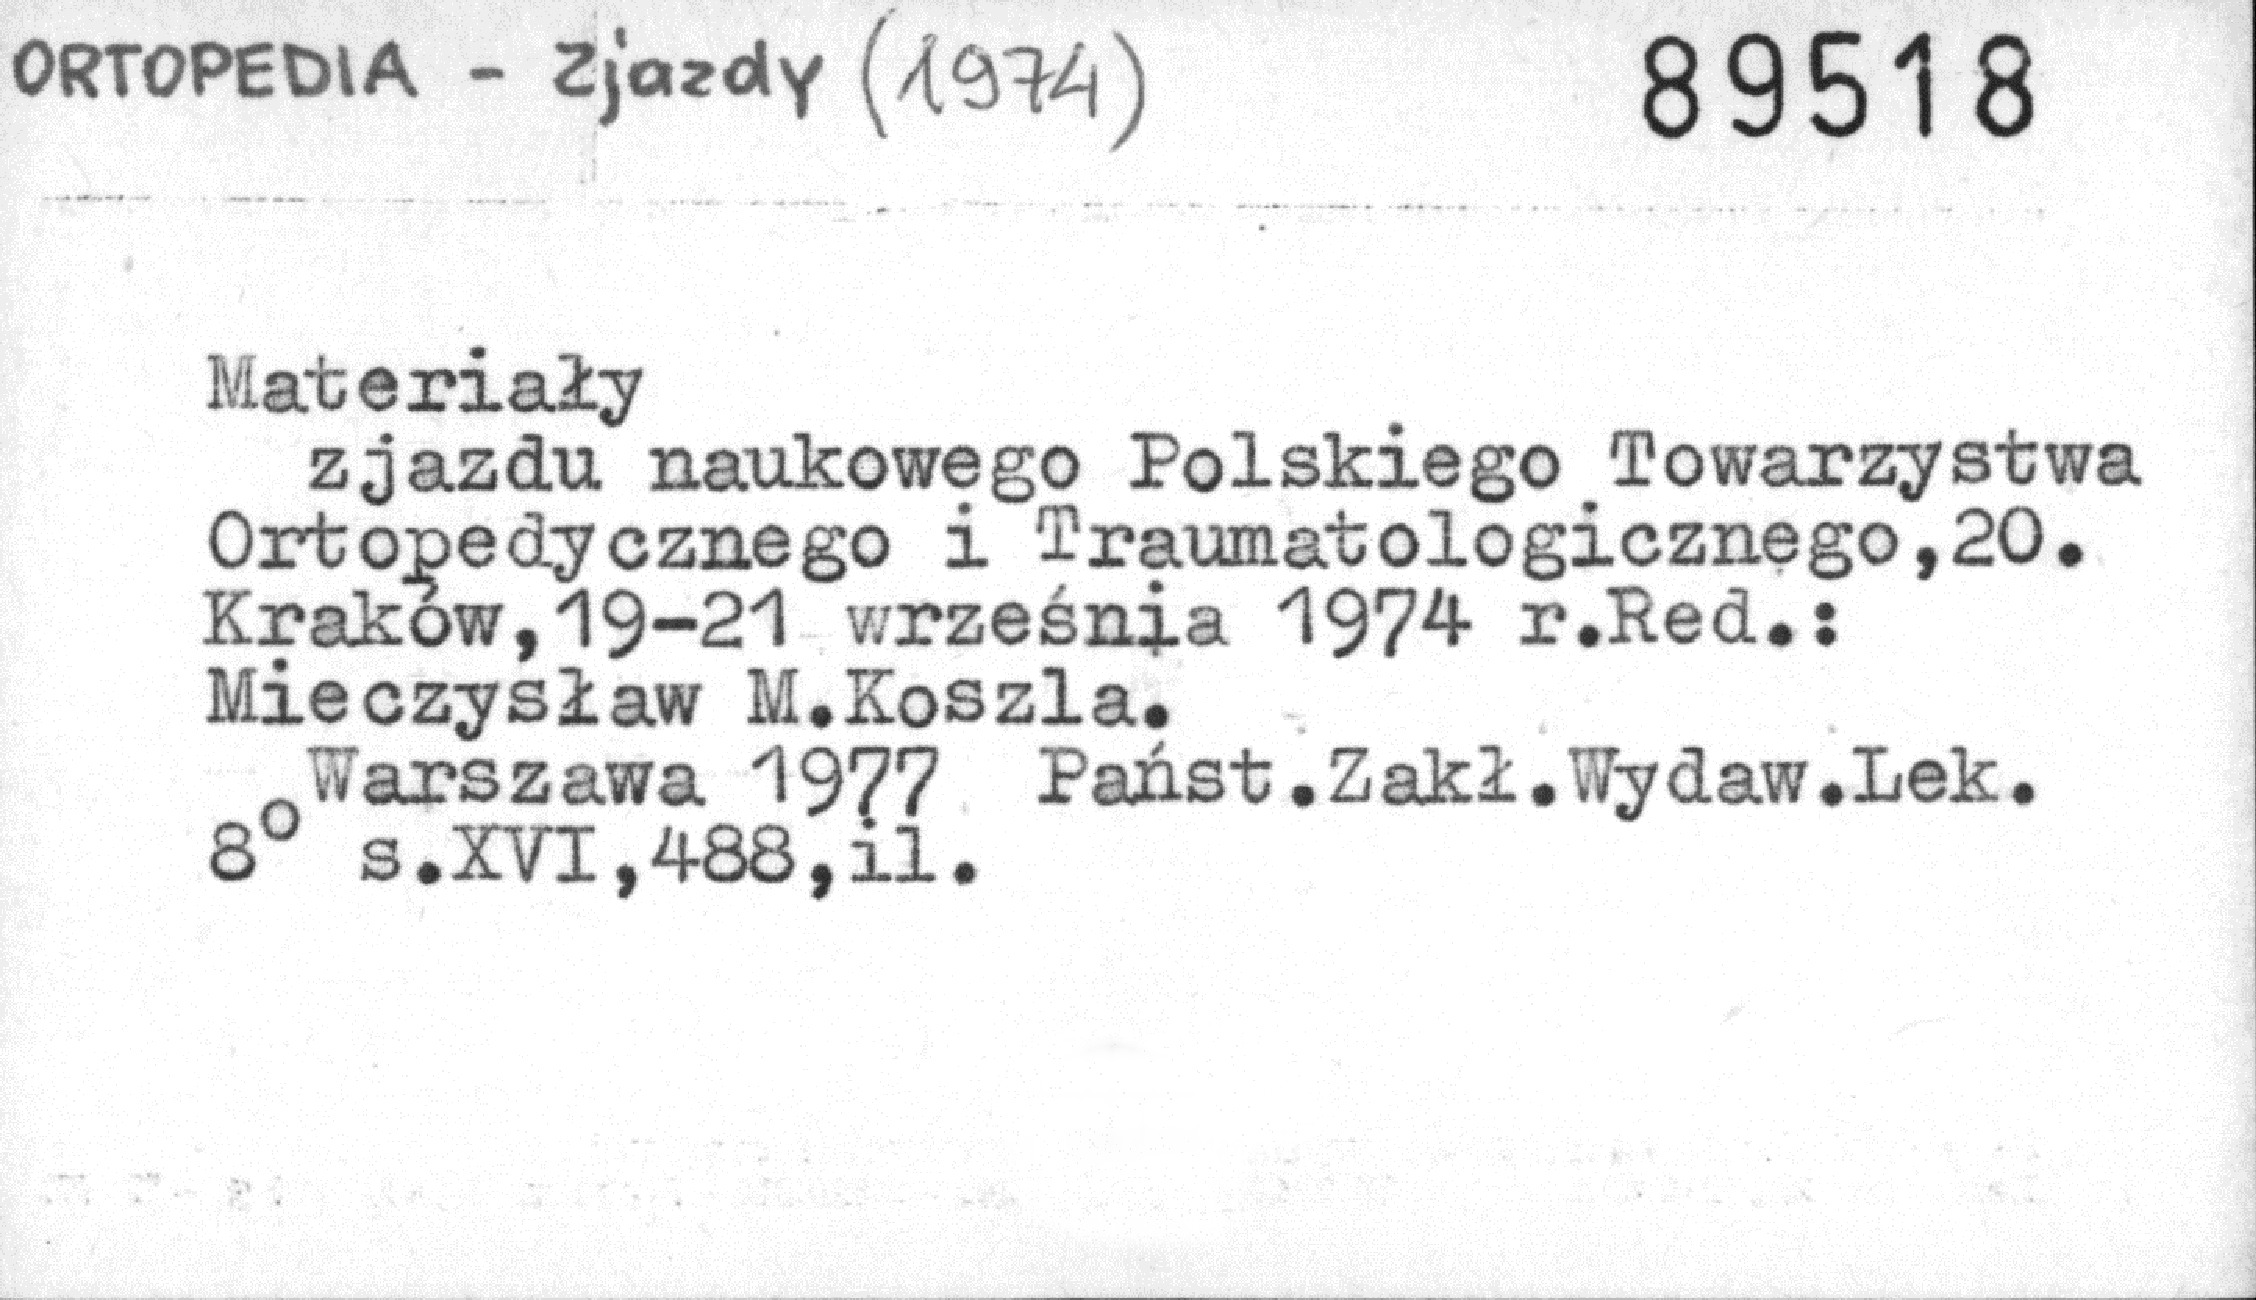 ORTOPEDIA - Zjazdy (1974) 89518
Materiały
zjazdu naukowego Polskiego Towarzystwa
Ortopedycznego i Traumatologicznego,20.
Kraków,19-21 września 1974 r.Red.:
Mieczysław M.Koszla.
Warszawa 1977 Państ.Zakł.Wydaw.Lek.
8° s.XVI,488,il.